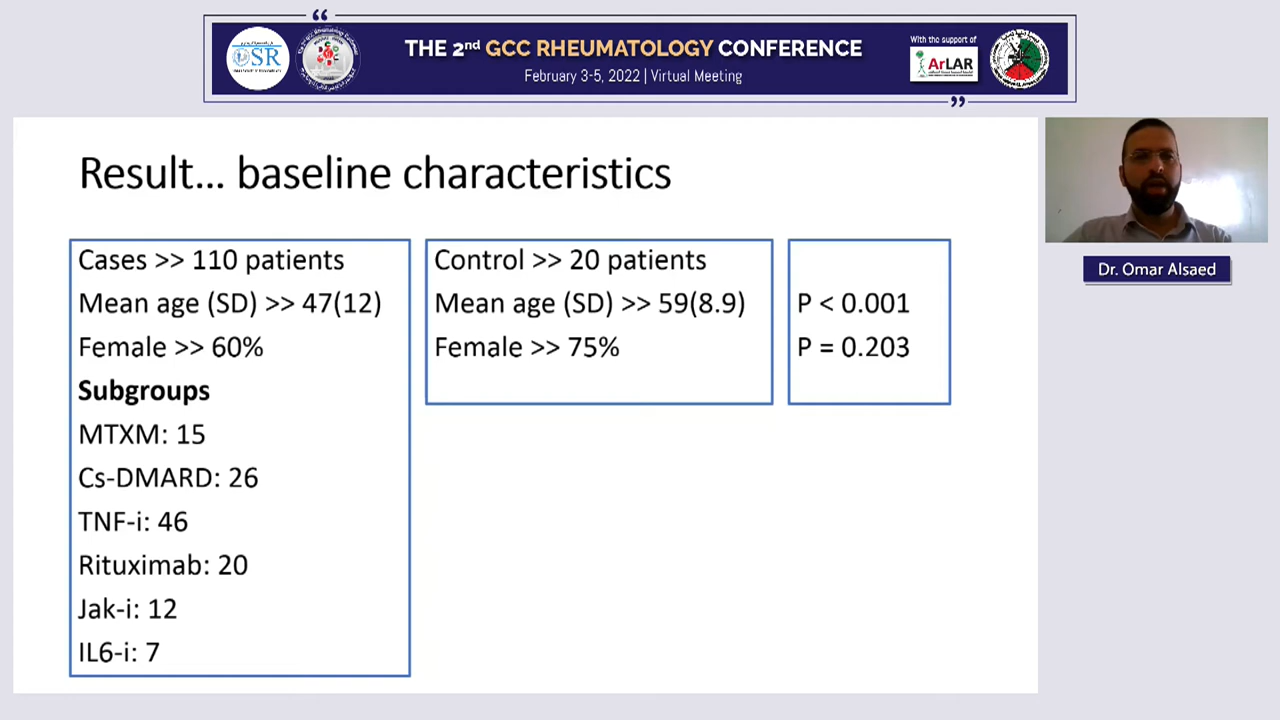 “
THE 2nd GCC RHEUMATOLOGY CONFERENCE
February 3-5, 2022 | Virtual Meeting
”
OSR
With the support of
ArLAR
Result... baseline characteristics
Cases >> 110 patients
Mean age (SD) >> 47(12)
Female >> 60%
Subgroups
MTXM: 15
Cs-DMARD: 26
TNF-i: 46
Rituximab: 20
Jak-i: 12
IL6-i: 7
Control >> 20 patients
Mean age (SD) >> 59(8.9)
Female >> 75%
P < 0.001
P = 0.203
Dr. Omar Alsaed